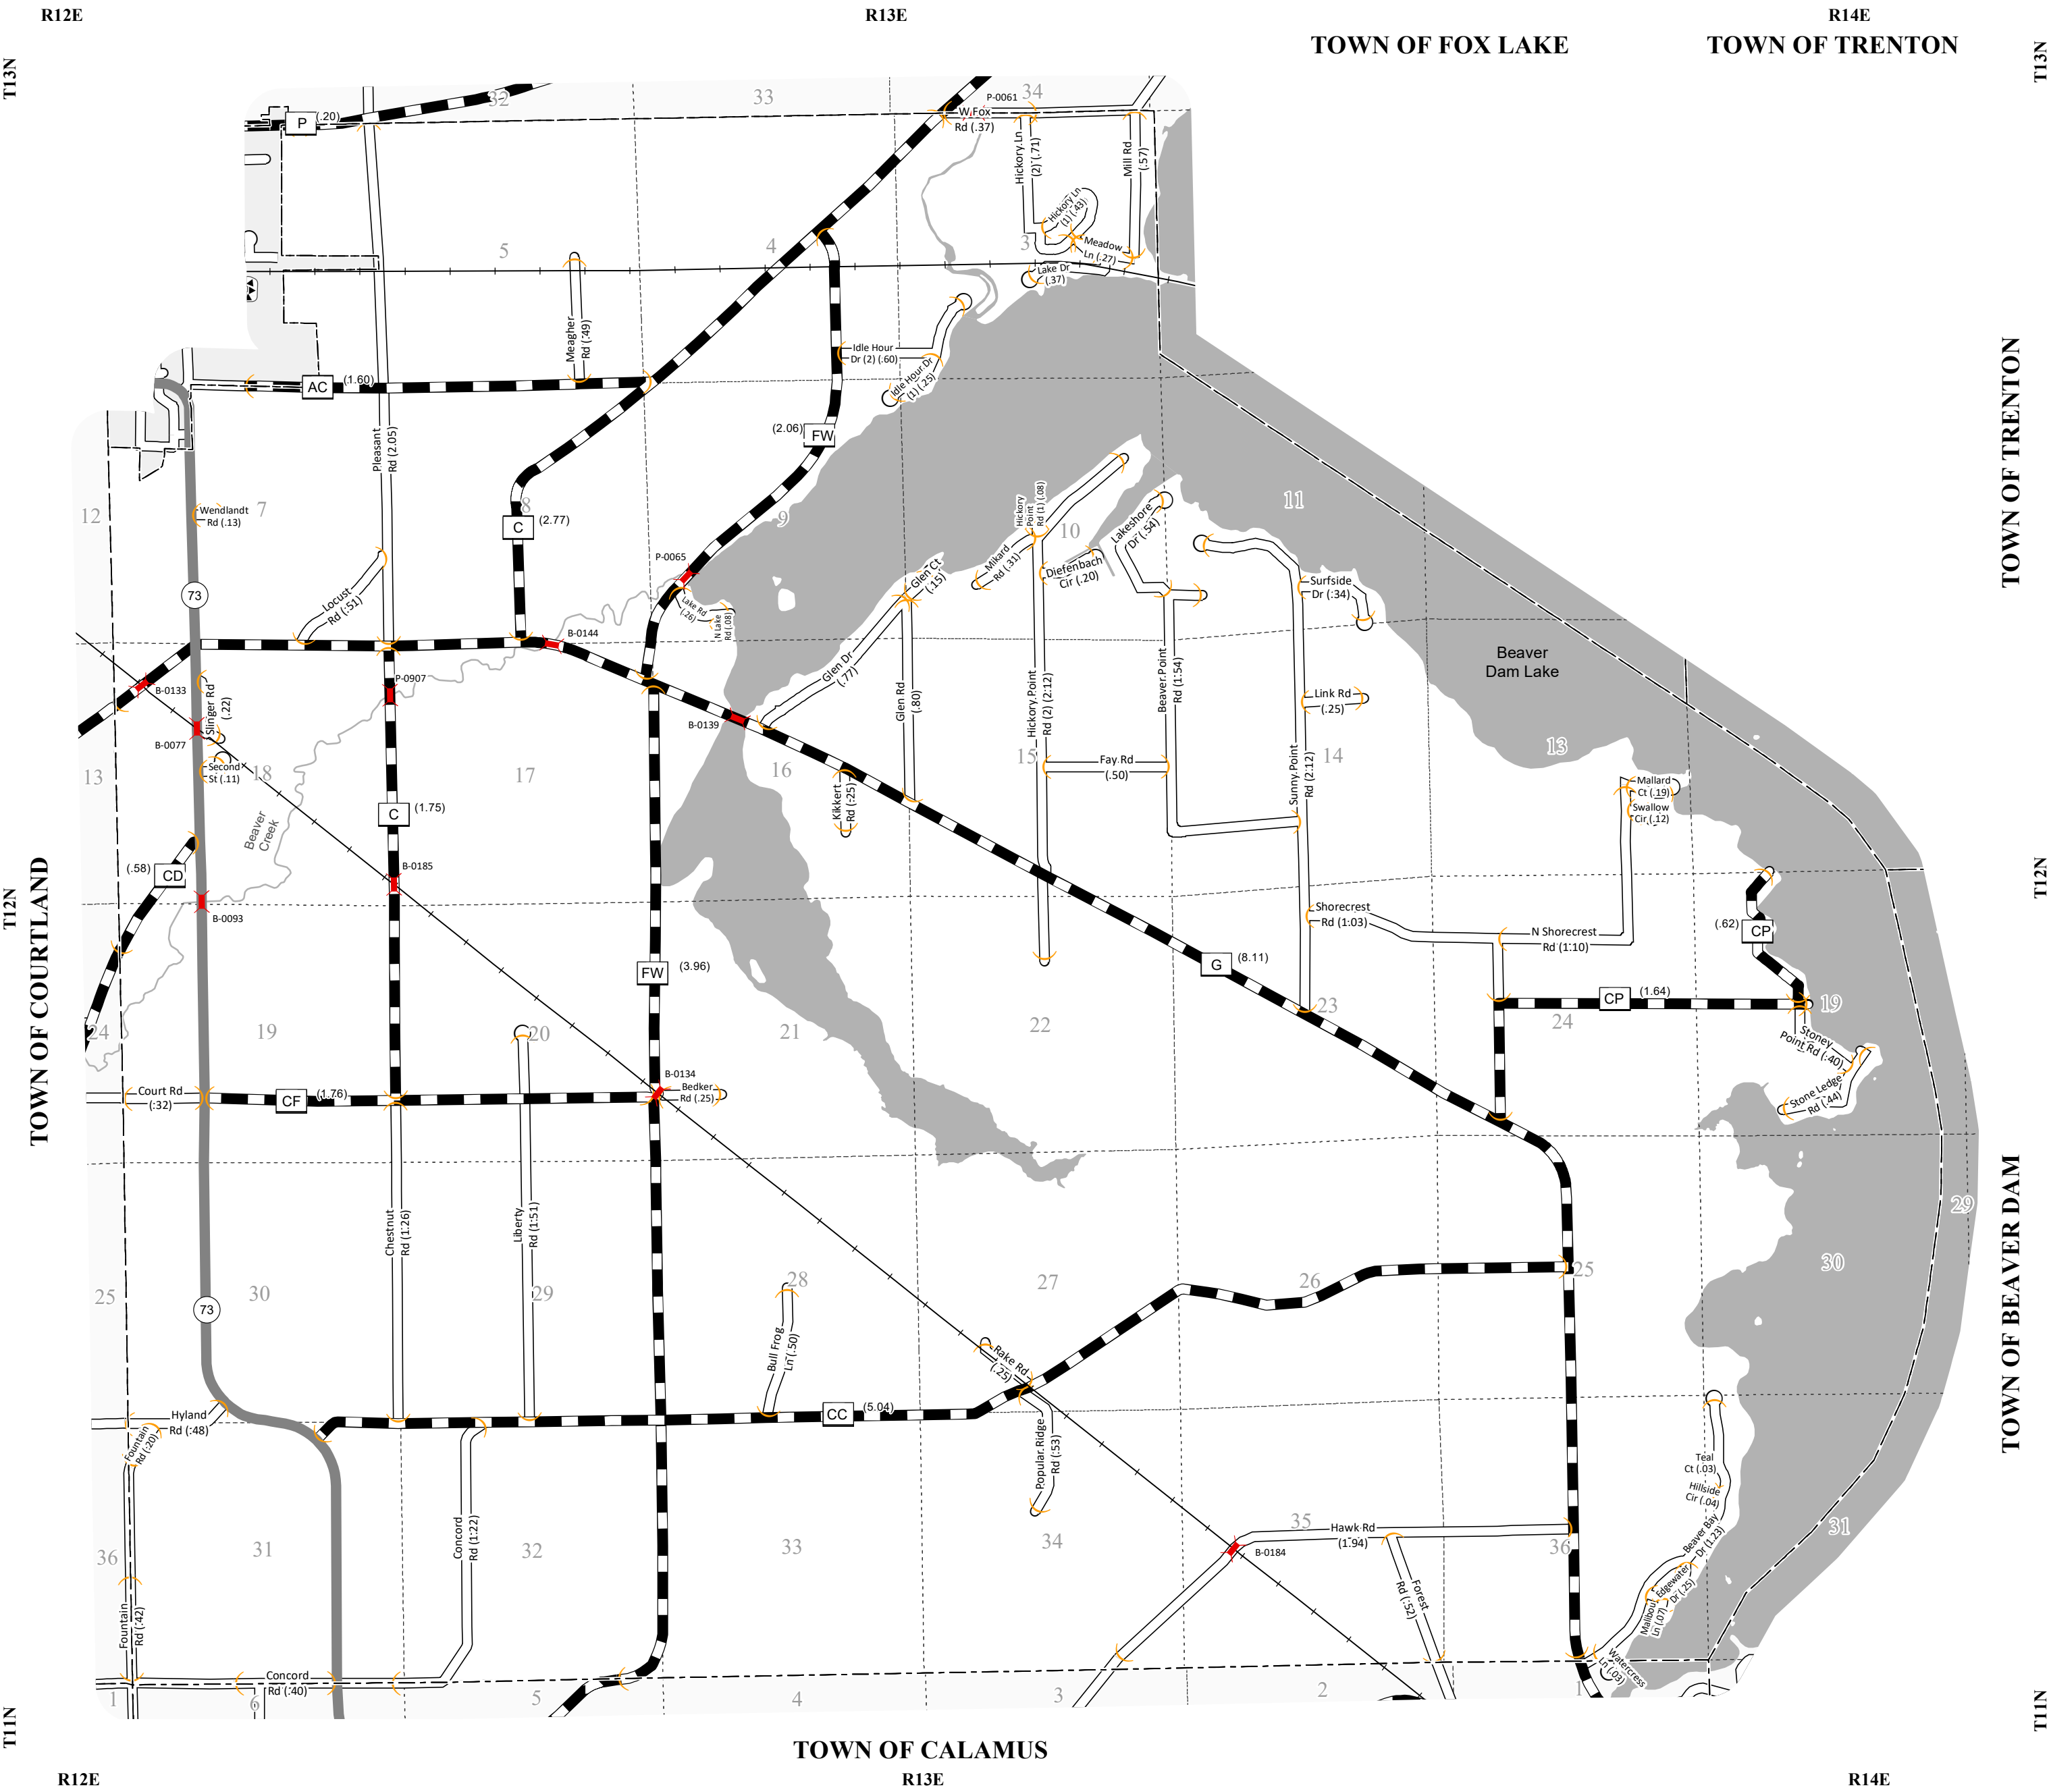 R12E
R13E
R14E
TOWN OF FOX LAKE
TOWN OF TRENTON
T13N
T13N
32
33
34
P-0061
P
(.20)
W Fox
Rd (.37)
Hickory Ln
(2) (.71)
Mill Rd
(.57)
Hickory Ln
(1) (.43)
5
4
3
Meadow
Ln (.27)
Lake Dr
(.37)
Meagher
Rd (.49)
Idle Hour
Dr (2) (.60)
Idle Hour Dr
(1) (.25)
AC
(1.60)
TOWN OF TRENTON
Pleasant
Rd (2.05)
(2.06)
FW
12
Wendlandt
Rd (.13)
7
8
C
(2.77)
9
Hickory
Point
Rd (1) (.08)
10
Lakeshore
Dr (.54)
11
P-0065
Mikard
Rd (.31)
Diefenbach
Cir (.20)
Glen Ct
(.15)
Surfside
Dr (.34)
73
Locust
Rd (.51)
Lake Rd
(.26)
N Lake
Rd (.08)
B-0144
Beaver
Dam Lake
B-0133
P-0907
Slinger Rd
(.22)
Glen Dr
(.77)
Glen Rd
(.80)
Hickory Point
Rd (2) (2.12)
Beaver Point
Rd (1.54)
Link Rd
(.25)
B-0139
B-0077
Second
St (.11)
13
18
17
16
15
14
13
Fay Rd
(.50)
Sunny Point
Rd (2.12)
Kikkert
Rd (.25)
Mallard
Ct (.19)
Swallow
Cir (.12)
Beaver
Creek
C
(1.75)
(.58)
CD
B-0185
B-0093
TOWN OF COURTLAND
T12N
T12N
Shorecrest
Rd (1.03)
N Shorecrest
Rd (1.10)
(.62)
CP
FW
(3.96)
G
(8.11)
CP
(1.64)
24
19
20
21
22
23
24
19
Stoney
Point Rd (.40)
B-0134
Bedker
Rd (.25)
Court Rd
(.32)
CF
(1.76)
Stone Ledge
Rd (.44)
Chestnut
Rd (1.26)
Liberty
Rd (1.51)
TOWN OF BEAVER DAM
29
25
30
29
28
27
26
25
30
73
Bull Frog
Ln (.50)
Rake Rd
(.25)
CC
(5.04)
Hyland
Rd (.48)
Fountain
Rd (.20)
Popular Ridge
Rd (.53)
Teal
Ct (.03)
Hillside
Cir (.04)
Concord
Rd (1.22)
Beaver Bay
Dr (1.23)
36
31
32
33
34
35
36
31
Hawk Rd
(1.94)
B-0184
Edgewater
Dr (.25)
Malibou
Ln (.07)
Forest
Rd (.52)
Fountain
Rd (.42)
Watercress
Ln (.03)
Concord
Rd (.40)
1
6
5
4
3
2
1
T11N
T11N
TOWN OF CALAMUS
R12E
R13E
R14E